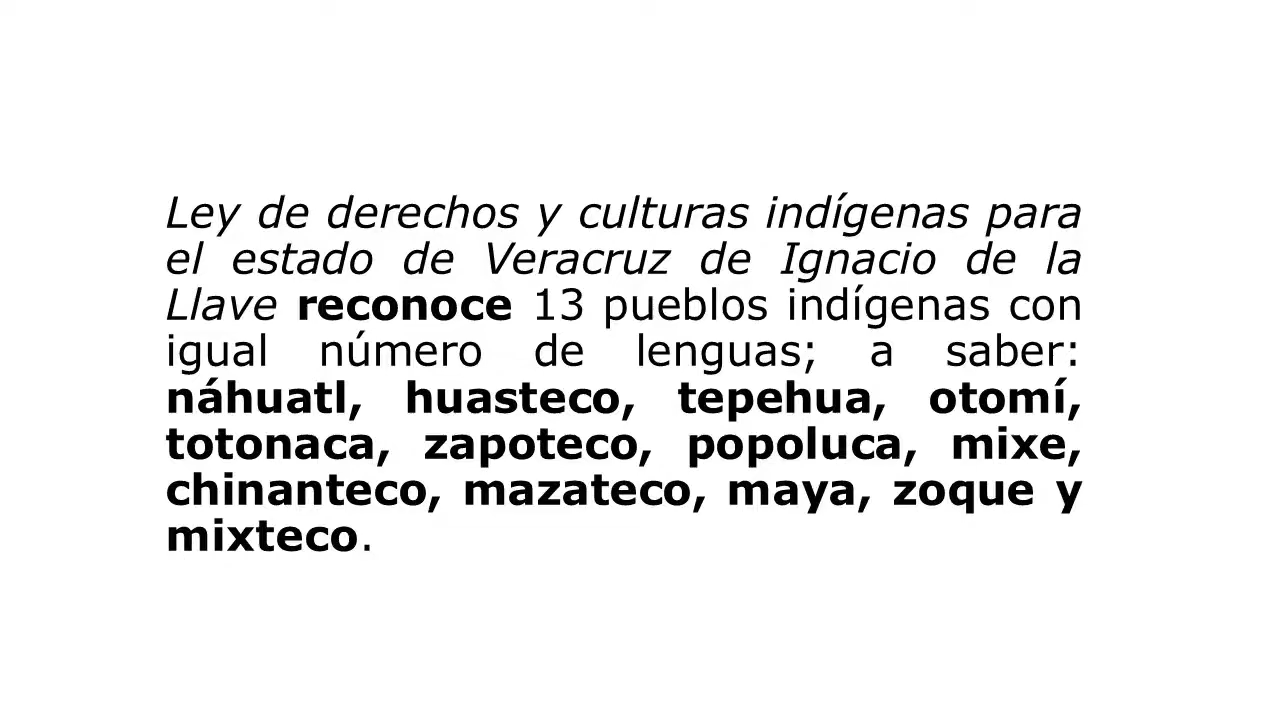 Ley de derechos y culturas indígenas para
el estado de Veracruz de Ignacio de la
Llave reconoce 13 pueblos indígenas con
igual número de lenguas; a saber:
náhuatl, huasteco, tepehua, otomí,
totonaca, zapoteco, popoluca, mixe,
chinanteco, mazateco, maya, zoque y
mixteco.